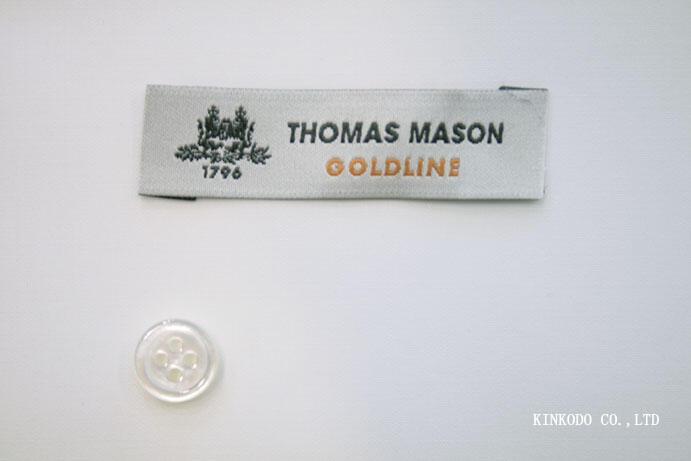 THOMAS MASON
GOLDLINE
1796
KINKODO CO.,LTD